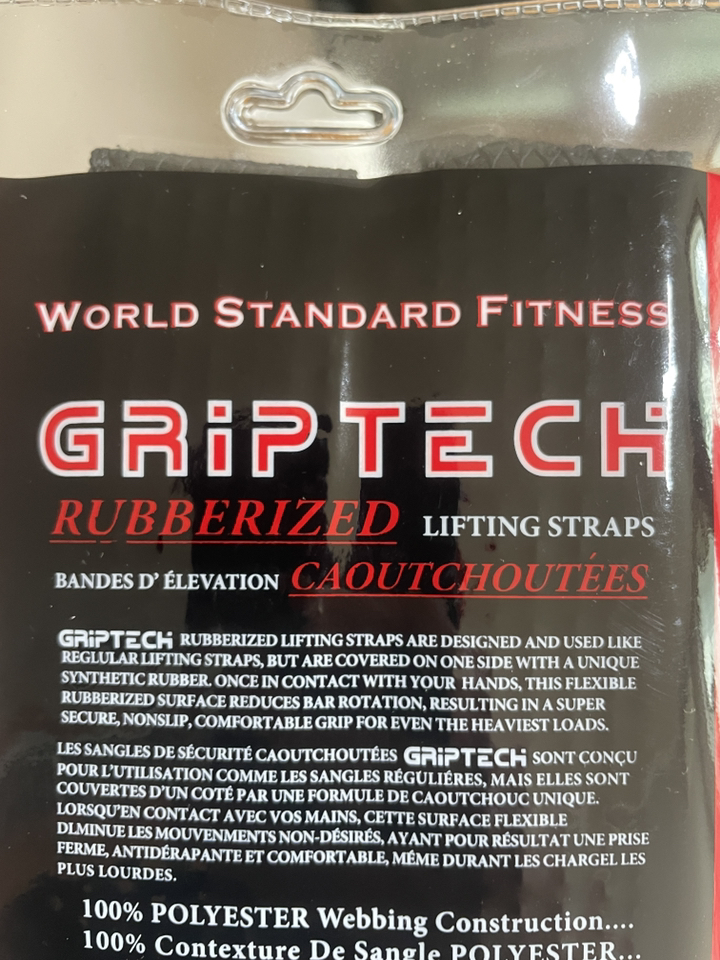 WORLD STANDARD FITNESS
GRiPTECH
RUBBERIZED LIFTING STRAPS
BANDES D' ÉLEVATION CAOUTCHOUTÉES
GRiPTECH RUBBERIZED LIFTING STRAPS ARE DESIGNED AND USED LIKE
REGLULAR LIFTING STRAPS, BUT ARE COVERED ON ONE SIDE WITH A UNIQUE
SYNTHETIC RUBBER. ONCE IN CONTACT WITH YOUR HANDS, THIS FLEXIBLE
RUBBERIZED SURFACE REDUCES BAR ROTATION, RESULTING IN A SUPER
SECURE, NONSLIP, COMFORTABLE GRIP FOR EVEN THE HEAVIEST LOADS.
LES SANGLES DE SÉCURITÉ CAOUTCHOUTÉES GRiPTECH SONT CONÇU
POUR L'UTILISATION COMME LES SANGLES RÉGULIÉRES, MAIS ELLES SONT
COUVERTES D'UN COTÉ PAR UNE FORMULE DE CAOUTCHOUC UNIQUE.
LORSQU'EN CONTACT AVEC VOS MAINS, CETTE SURFACE FLEXIBLE
DLMINUE LES MOUVENMENTS NON-DÉSIRÉS, AYANT POUR RÉSULTAT UNE PRISE
FERME, ANTIDÉRAPANTE ET COMFORTABLE, MÉME DURANT LES CHARGEL LES
PLUS LOURDES.
100% POLYESTER Webbing Construction....
100% Contexture De Sangle POLYESTER...